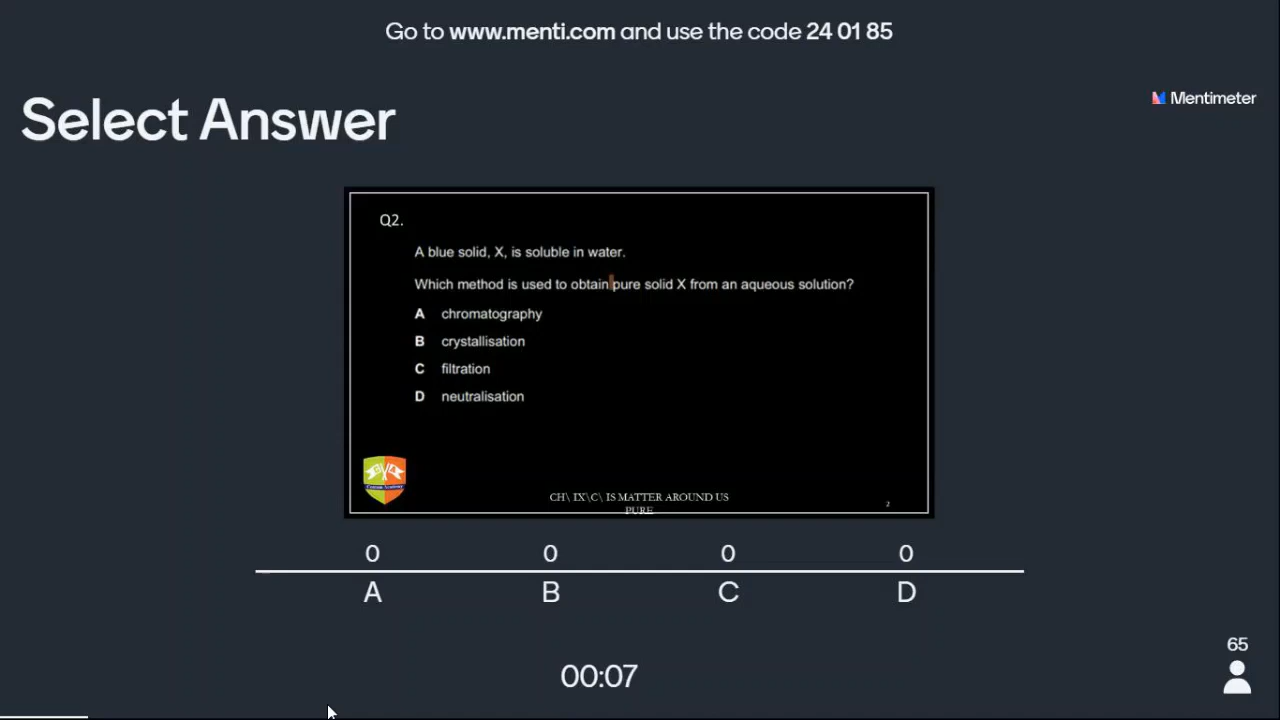 Go to www.menti.com and use the code 24 01 85
Select Answer
Mentimeter
Q2.
A blue solid, X, is soluble in water.
Which method is used to obtain pure solid X from an aqueous solution?
A chromatography
B crystallisation
C filtration
D neutralisation
CH\ IX\C\ IS MATTER AROUND US
PURE
2
0 0 0 0
A B C D
00:07
65